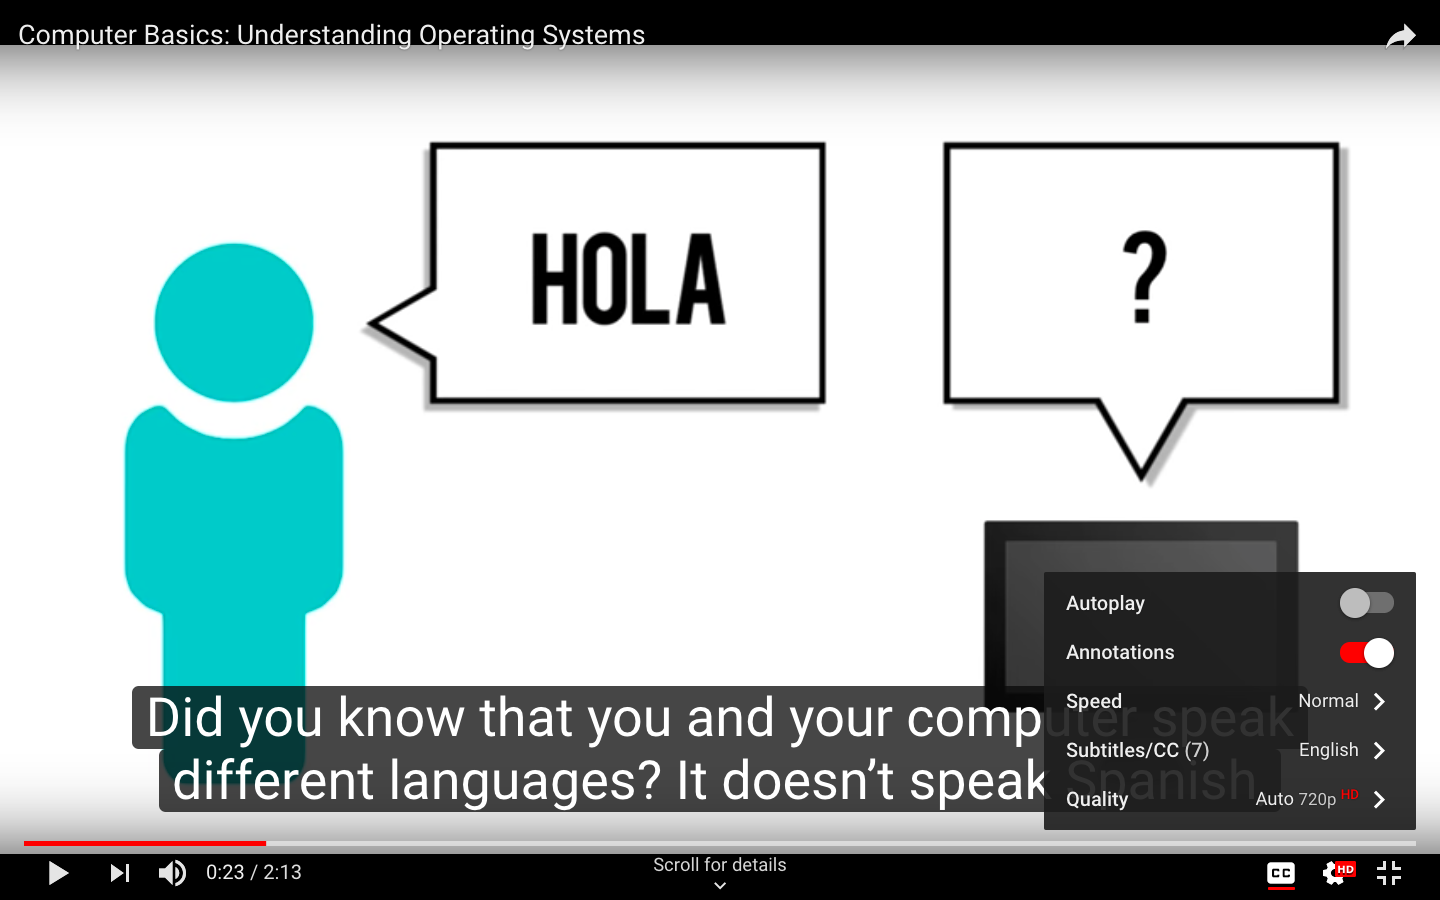 Computer Basics: Understanding Operating Systems
HOLA
?
Did you know that you and your computer speak
different languages? It doesn’t speak Spanish
Autoplay
Annotations
Speed Normal
Subtitles/CC (7) English
Quality Auto 720p HD
0:23 / 2:13
Scroll for details
CC
HD